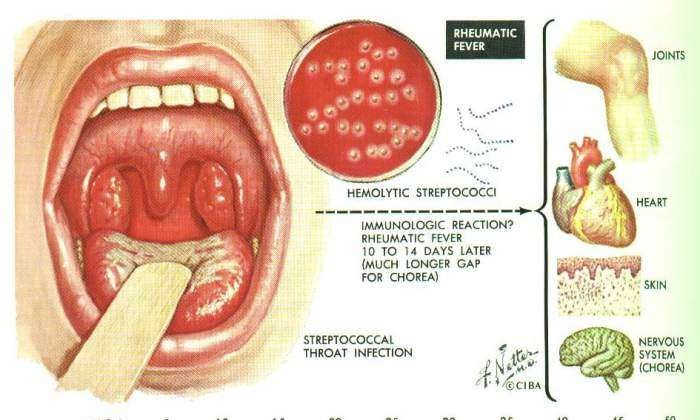 RHEUMATIC
FEVER
JOINTS
HEMOLYTIC STREPTOCOCCI
HEART
IMMUNOLOGIC REACTION?
RHEUMATIC FEVER
10 TO 14 DAYS LATER
(MUCH LONGER GAP
FOR CHOREA)
SKIN
STREPTOCOCCAL
THROAT INFECTION
NERVOUS
SYSTEM
(CHOREA)
F. Netter
M.D.
©CIBA